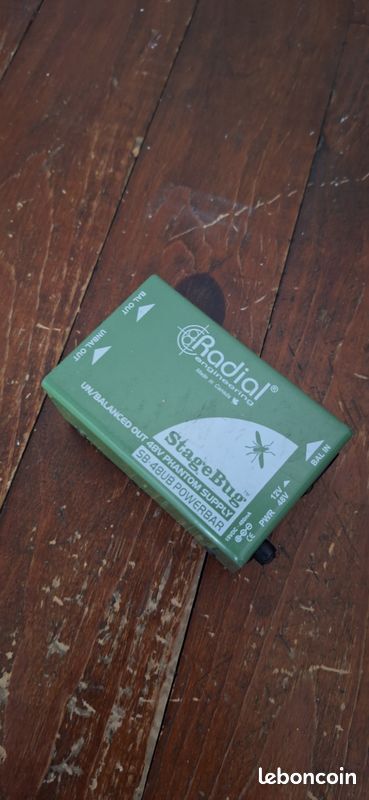 BAL OUT
UNBAL OUT
Radial®
engineering
Made in Canada
UN/BALANCED OUT 48V PHANTOM SUPPLY
StageBug™
SB 48UB POWERBAR
BAL IN
12V
48V
PWR
leboncoin